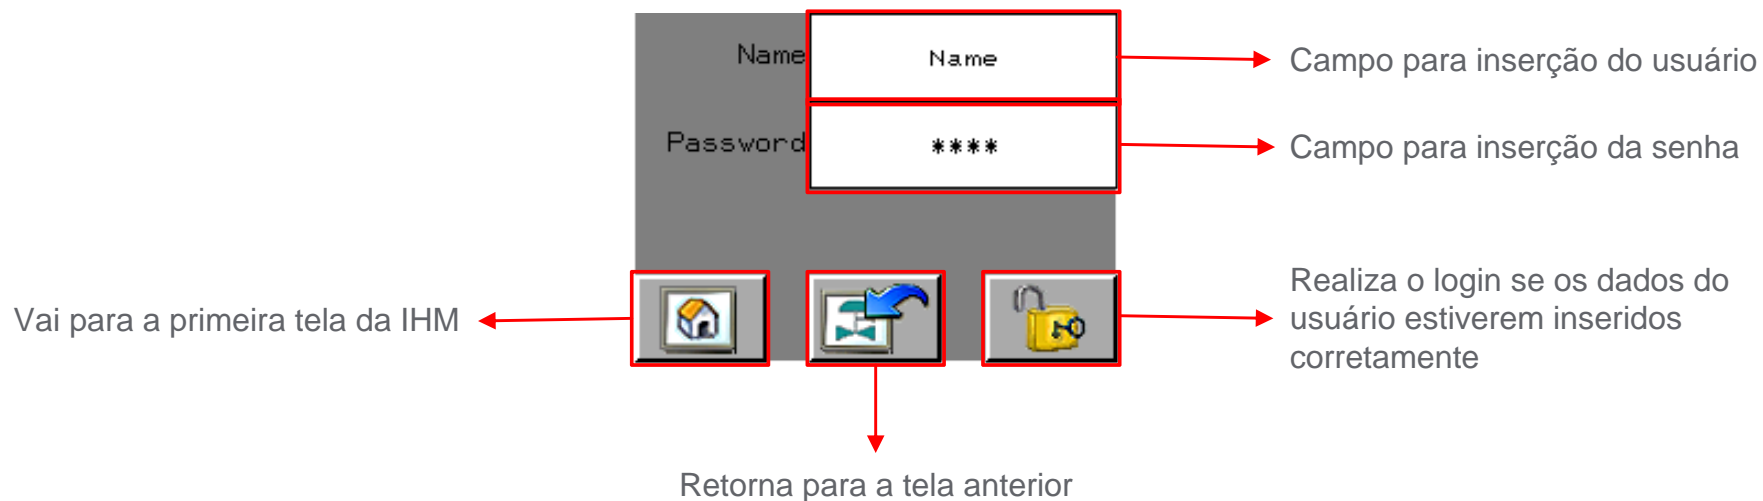 Name
Name
Campo para inserção do usuário
Password
****
Campo para inserção da senha
Vai para a primeira tela da IHM
Realiza o login se os dados do
usuário estiverem inseridos
corretamente
Retorna para a tela anterior